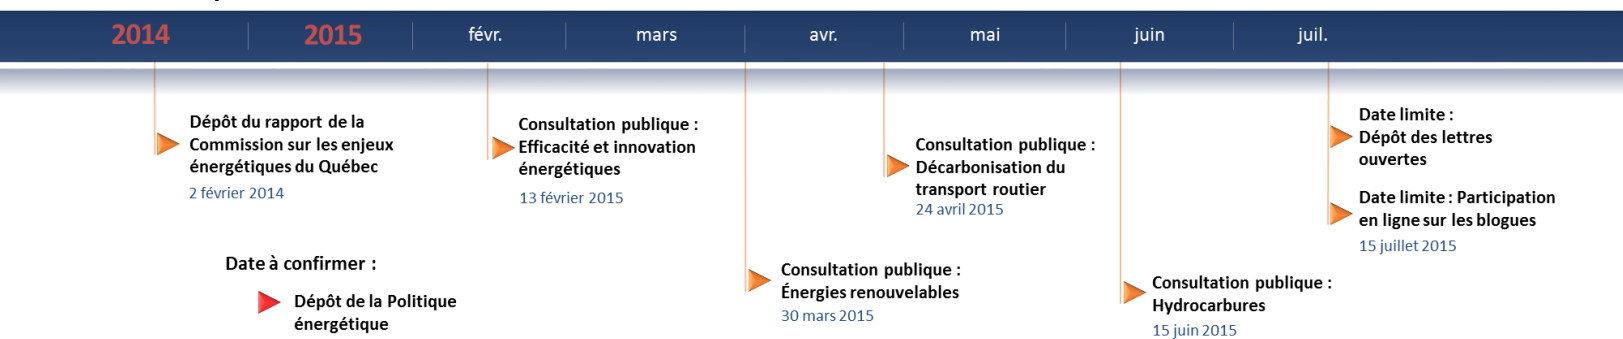 2014
2015
févr.
mars
avr.
mai
juin
juil.
Dépôt du rapport de la
Commission sur les enjeux
énergétiques du Québec
2 février 2014
Consultation publique :
Efficacité et innovation
énergétiques
13 février 2015
Consultation publique :
Décarbonisation du
transport routier
24 avril 2015
Date limite :
Dépôt des lettres
ouvertes
Date limite : Participation
en ligne sur les blogues
15 juillet 2015
Date à confirmer :
Dépôt de la Politique
énergétique
Consultation publique :
Énergies renouvelables
30 mars 2015
Consultation publique :
Hydrocarbures
15 juin 2015